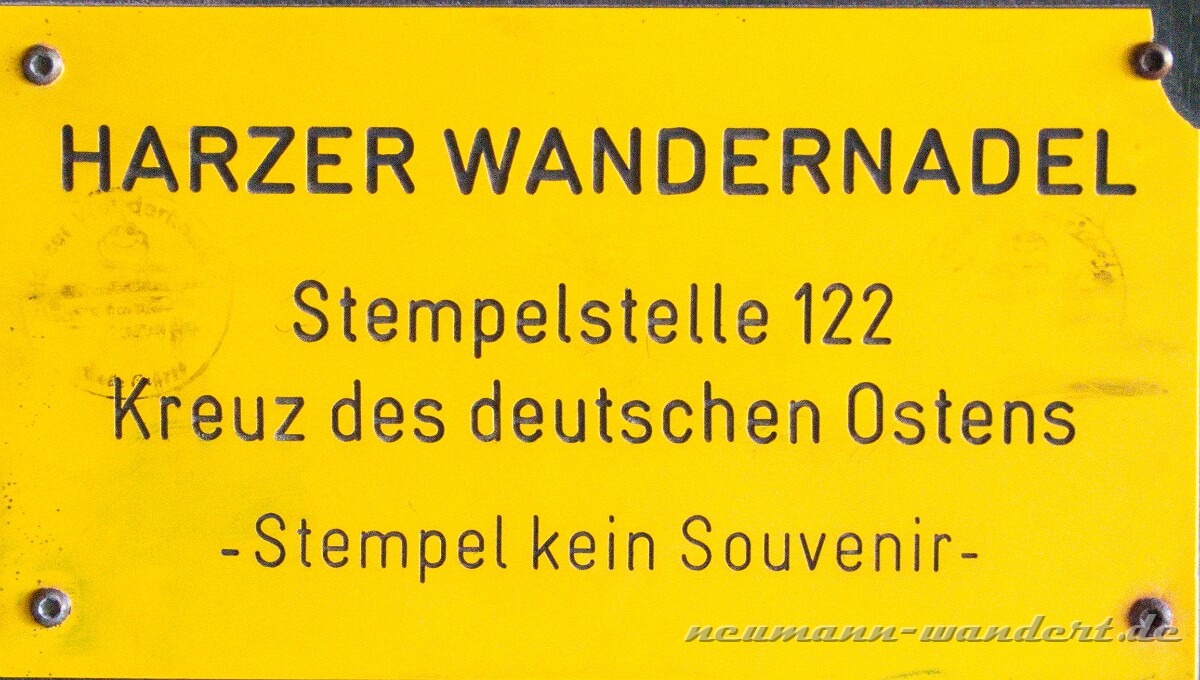 HARZER WANDERNADEL
Stempelstelle 122
Kreuz des deutschen Ostens
-Stempel kein Souvenir-
neumann-wandert.de